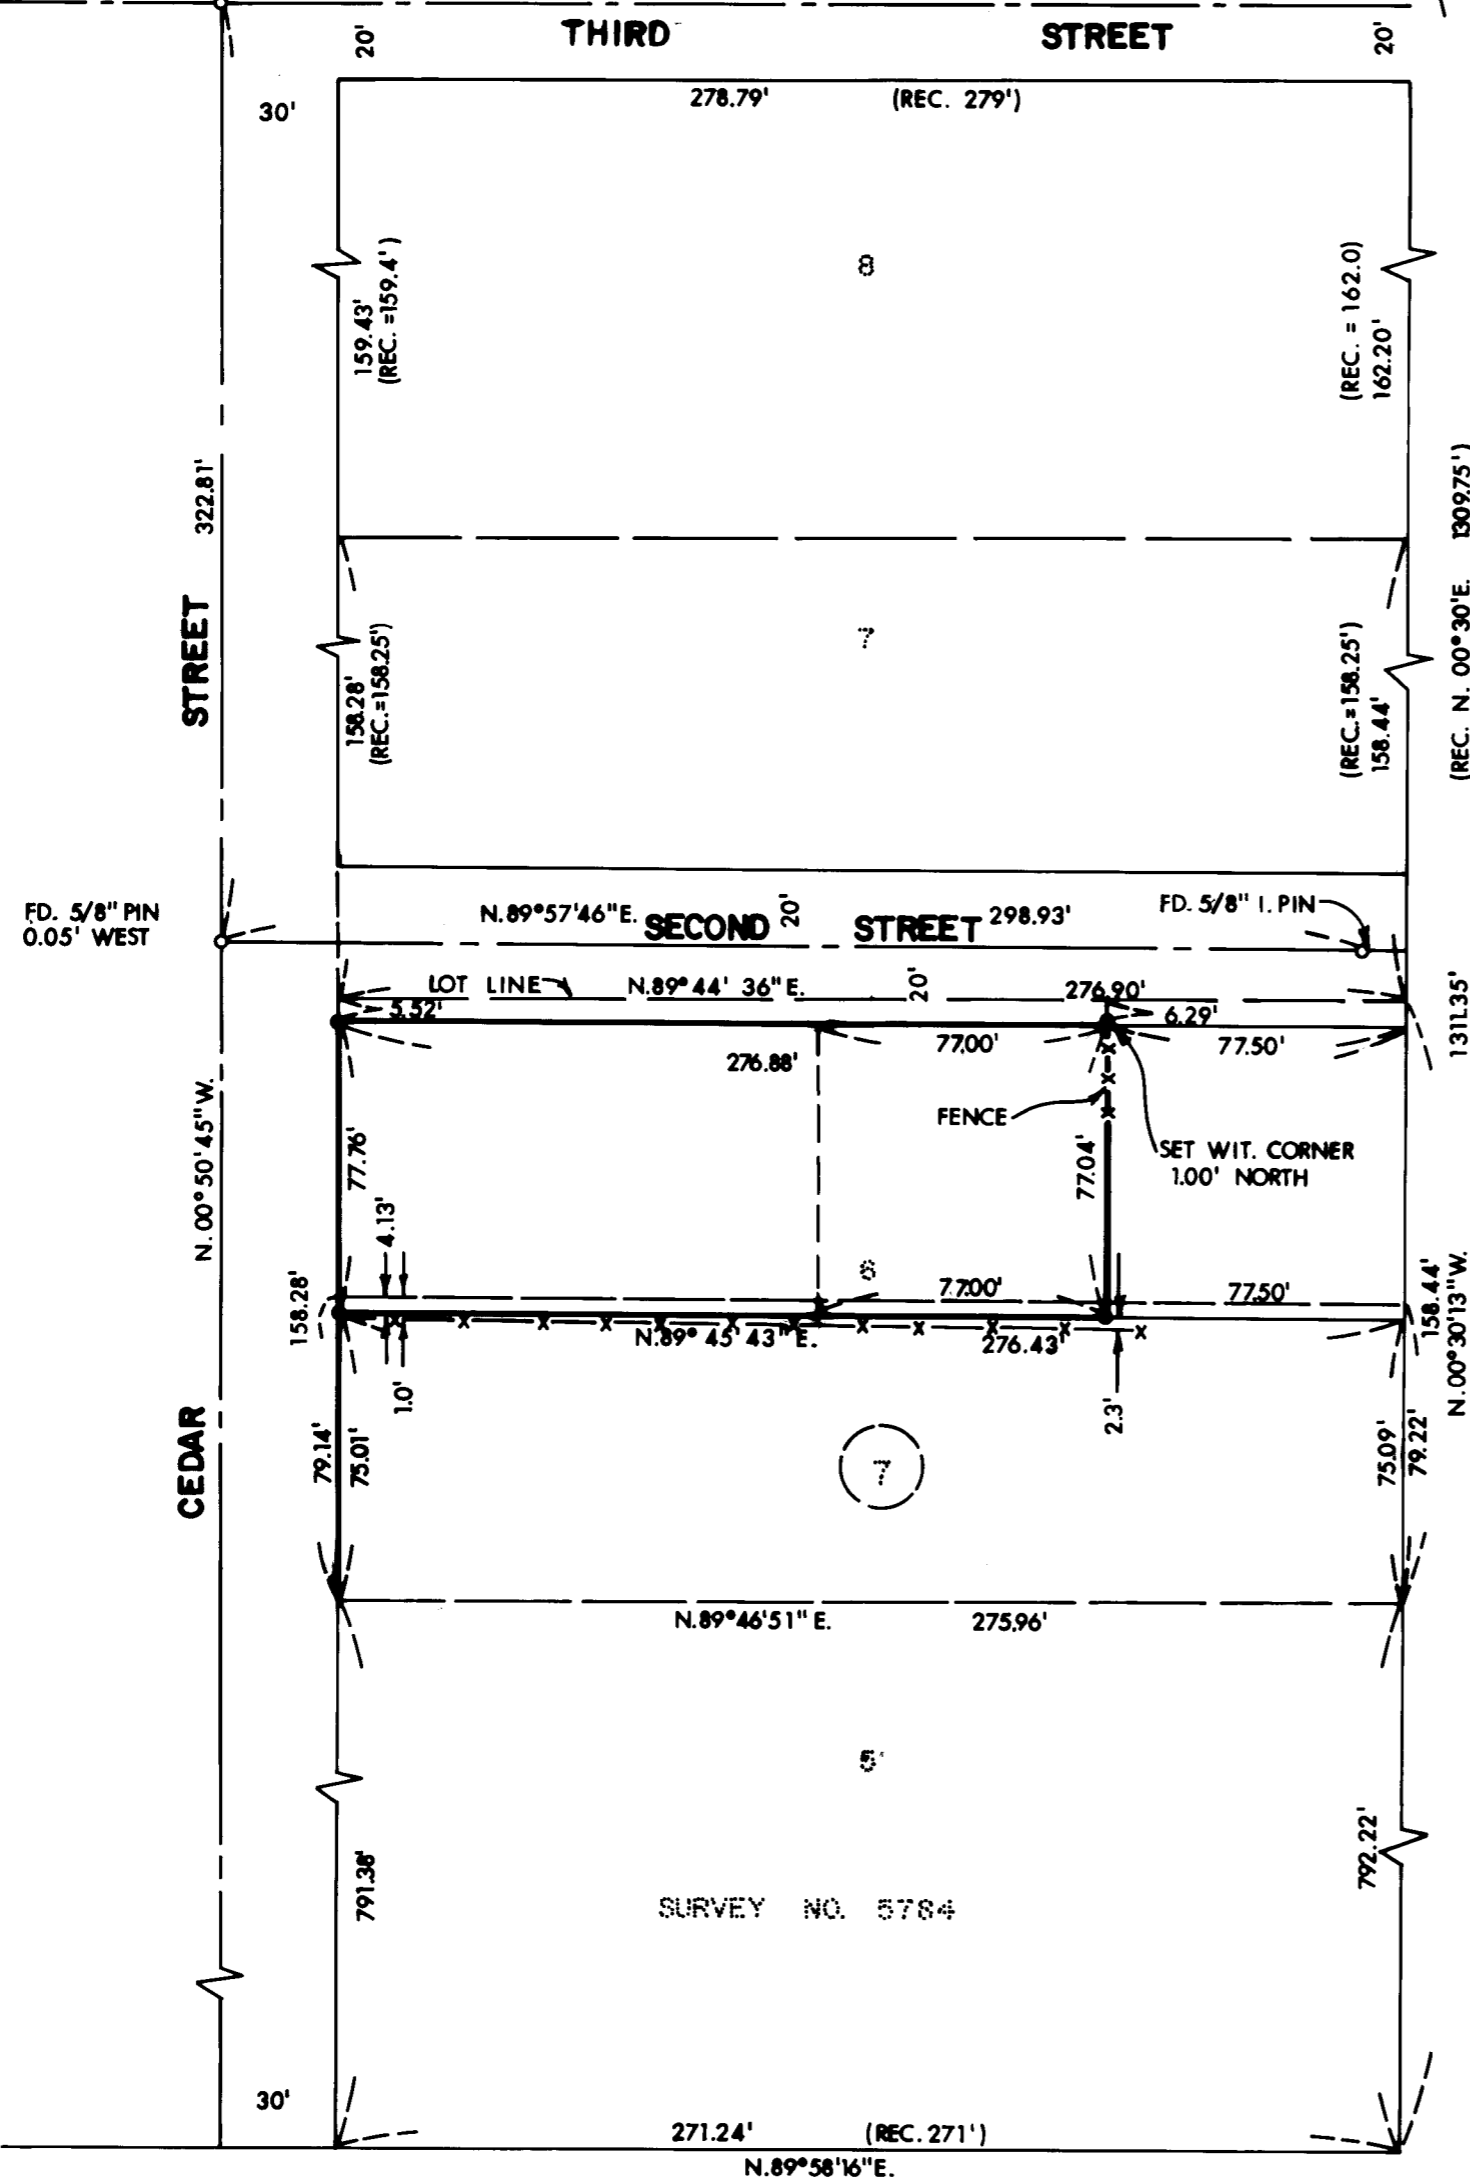 THIRD STREET
20'
20'
30'
278.79' (REC. 279')
8
159.43'
(REC. =159.4')
(REC. = 162.0)
162.20'
322.81'
STREET
7
158.28'
(REC.=158.25')
(REC.=158.25')
158.44'
(REC. N. 00°30'E. 1309.75')
FD. 5/8" PIN
0.05' WEST
N.89°57'46"E. SECOND STREET 298.93'
20'
FD. 5/8" I. PIN
LOT LINE N.89°44'36"E. 20' 276.90'
5.52' 6.29'
276.88' 77.00' 77.50'
1311.35'
N.00°50'45"W.
77.76'
FENCE
77.04'
SET WIT. CORNER
1.00' NORTH
4.13'
6
158.28'
77.00' 77.50'
158.44'
N.00°30'13"W.
N.89°45'43"E. 276.43'
1.0'
2.3'
CEDAR
79.14'
75.01'
7
75.09'
79.22'
N.89°46'51"E. 275.96'
5
791.38'
792.22'
SURVEY NO. 5784
30'
271.24' (REC. 271')
N.89°58'16"E.